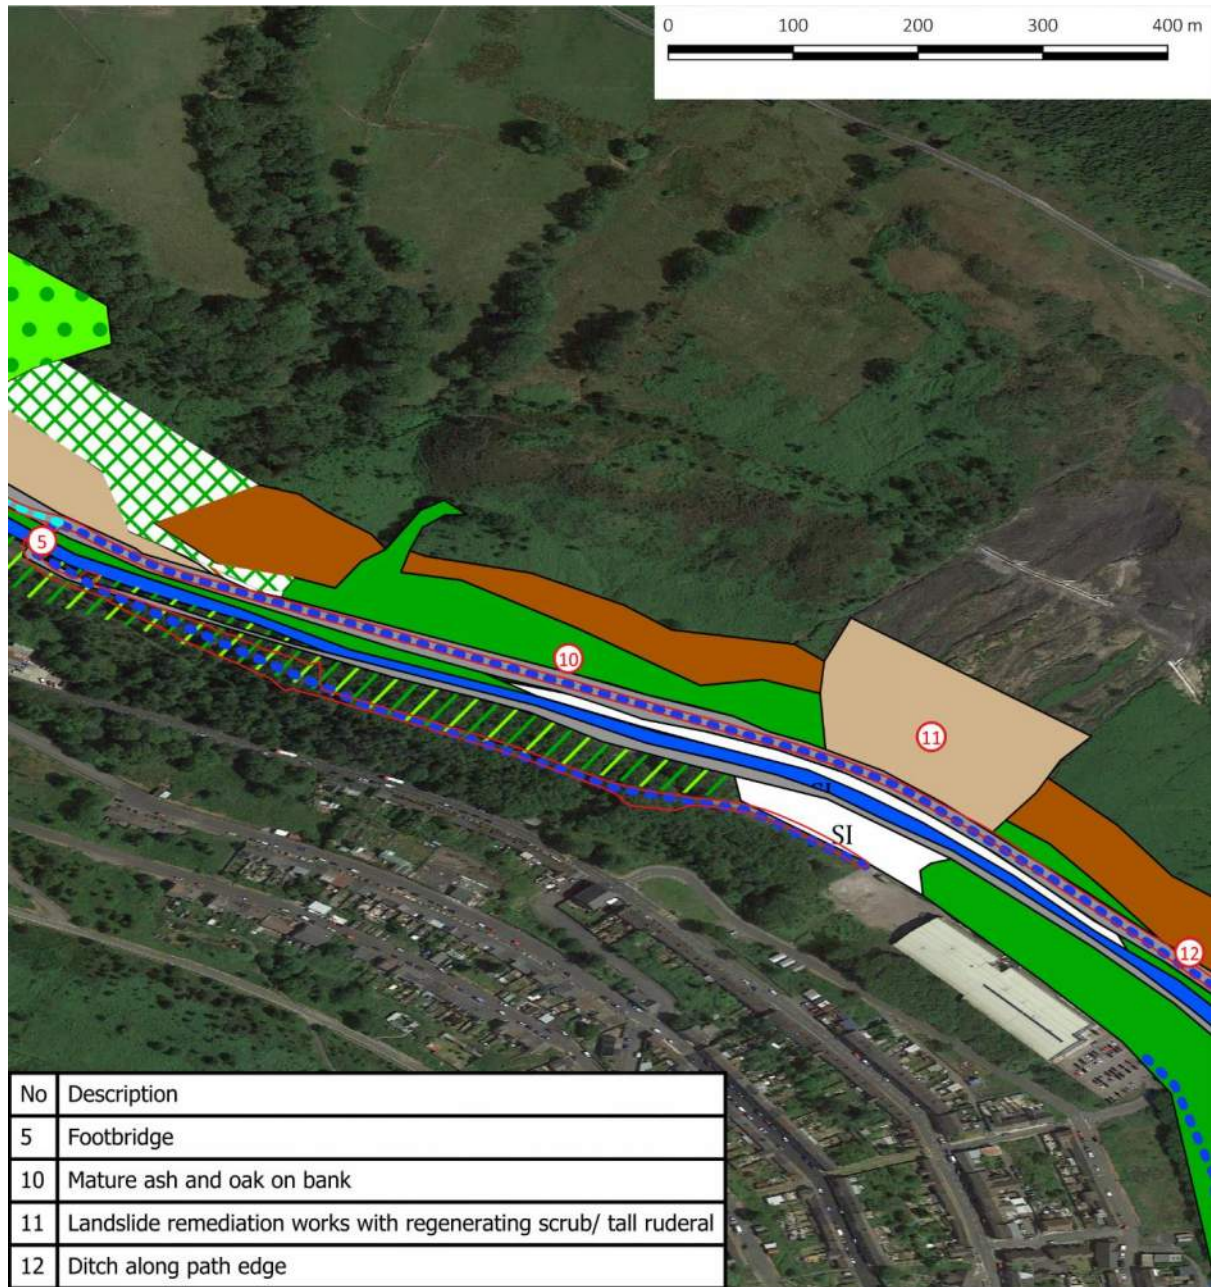 0 100 200 300 400 m
5
10
11
SI
SI
12
No Description
5 Footbridge
10 Mature ash and oak on bank
11 Landslide remediation works with regenerating scrub/ tall ruderal
12 Ditch along path edge